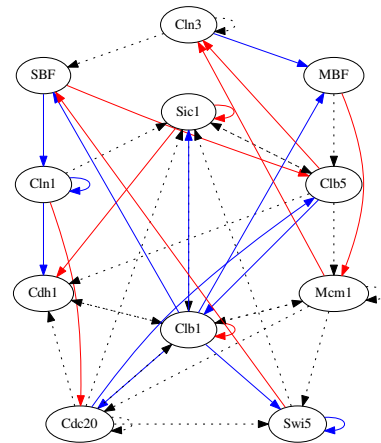 Cln3
SBF
MBF
Sic1
Cln1
Clb5
Cdh1
Mcm1
Clb1
Cdc20
Swi5